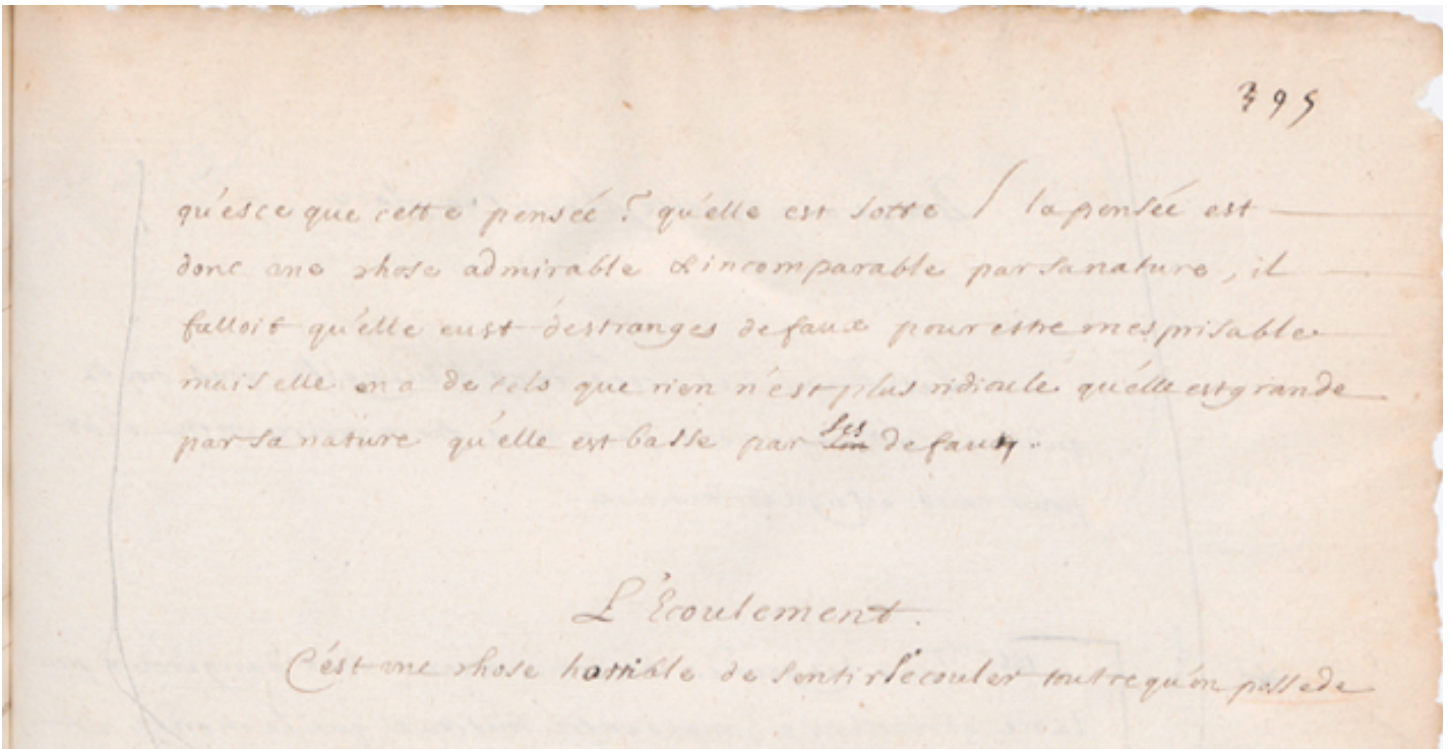 395
qu'esce que cette pensée ? qu'elle est sotte / la pensée est
donc une chose admirable & incomparable par sa nature, il
falloit qu'elle eust d'estranges defaux pour estre mesprisable
mais elle en a de tels que rien n'est plus ridicule qu'elle est grande
par sa nature qu'elle est basse par ses defaux.
L'Ecoulement.
C'est une chose horrible de sentir s'ecouler tout ce qu'on possede